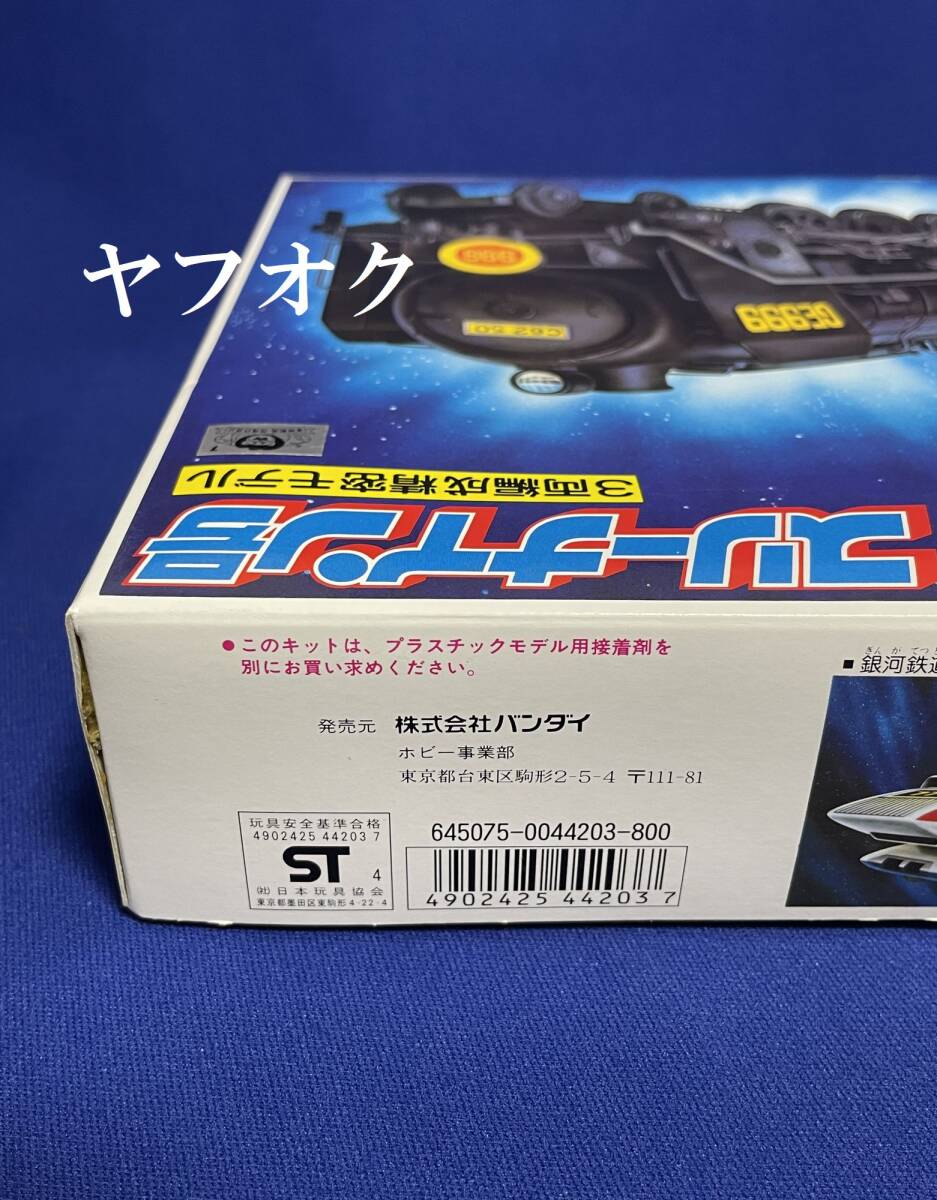 ヤフオク
999
C62 50
GE999
3両編成精密モデル
スリーナイン号
●このキットは、プラスチックモデル用接着剤を
別にお買い求めください。
■銀河鉄道
発売元 株式会社バンダイ
ホビー事業部
東京都台東区駒形2-5-4 〒111-81
玩具安全基準合格
4902425 44203 7
ST 4
㈳日本玩具協会
東京都墨田区東駒形4-22-4
645075-0044203-800
4902425 442037